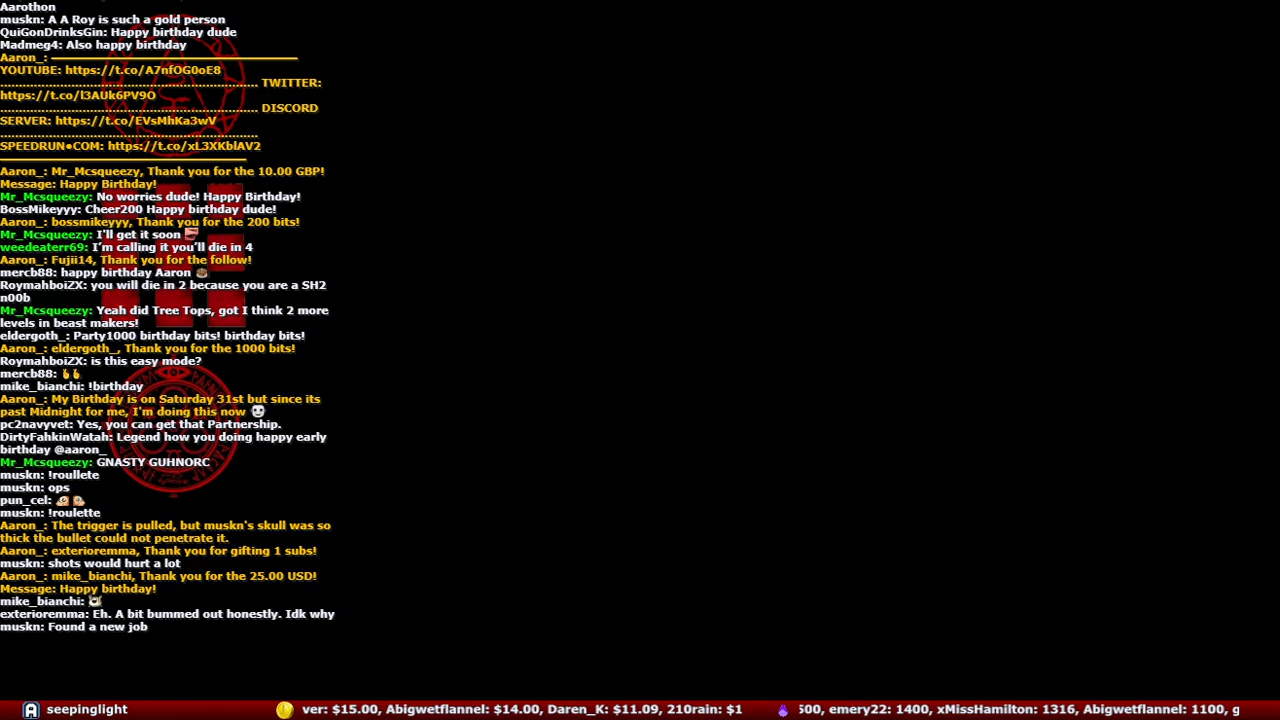 Aarothon
muskn: A A Roy is such a gold person
QuiGonDrinksGin: Happy birthday dude
Madmeg4: Also happy birthday
Aaron_:
YOUTUBE: https://t.co/A7nfOG0oE8
TWITTER:
https://t.co/l3AUk6PV9O
DISCORD
SERVER: https://t.co/EVsMhKa3wV
SPEEDRUN●COM: https://t.co/xL3XKblAV2
Aaron_: Mr_Mcsqueezy, Thank you for the 10.00 GBP!
Message: Happy Birthday!
Mr_Mcsqueezy: No worries dude! Happy Birthday!
BossMikeyyy: Cheer200 Happy birthday dude!
Aaron_: bossmikeyyy, Thank you for the 200 bits!
Mr_Mcsqueezy: I'll get it soon
weedeaterr69: I’m calling it you’ll die in 4
Aaron_: Fujii14, Thank you for the follow!
mercb88: happy birthday Aaron
RoymahboiZX: you will die in 2 because you are a SH2
n00b
Mr_Mcsqueezy: Yeah did Tree Tops, got I think 2 more
levels in beast makers!
eldergoth_: Party1000 birthday bits! birthday bits!
Aaron_: eldergoth_, Thank you for the 1000 bits!
RoymahboiZX: is this easy mode?
mercb88:
mike_bianchi: !birthday
Aaron_: My Birthday is on Saturday 31st but since its
past Midnight for me, I'm doing this now
pc2navyvet: Yes, you can get that Partnership.
DirtyFahkinWatah: Legend how you doing happy early
birthday @aaron_
Mr_Mcsqueezy: GNASTY GUHNORC
muskn: !roullete
muskn: ops
pun_cel:
muskn: !roulette
Aaron_: The trigger is pulled, but muskn's skull was so
thick the bullet could not penetrate it.
Aaron_: exterioremma, Thank you for gifting 1 subs!
muskn: shots would hurt a lot
Aaron_: mike_bianchi, Thank you for the 25.00 USD!
Message: Happy birthday!
mike_bianchi:
exterioremma: Eh. A bit bummed out honestly. Idk why
muskn: Found a new job
A seepinglight ver: $15.00, Abigwetflannel: $14.00, Daren_K: $11.09, 210rain: $1 500, emery22: 1400, xMissHamilton: 1316, Abigwetflannel: 1100, g